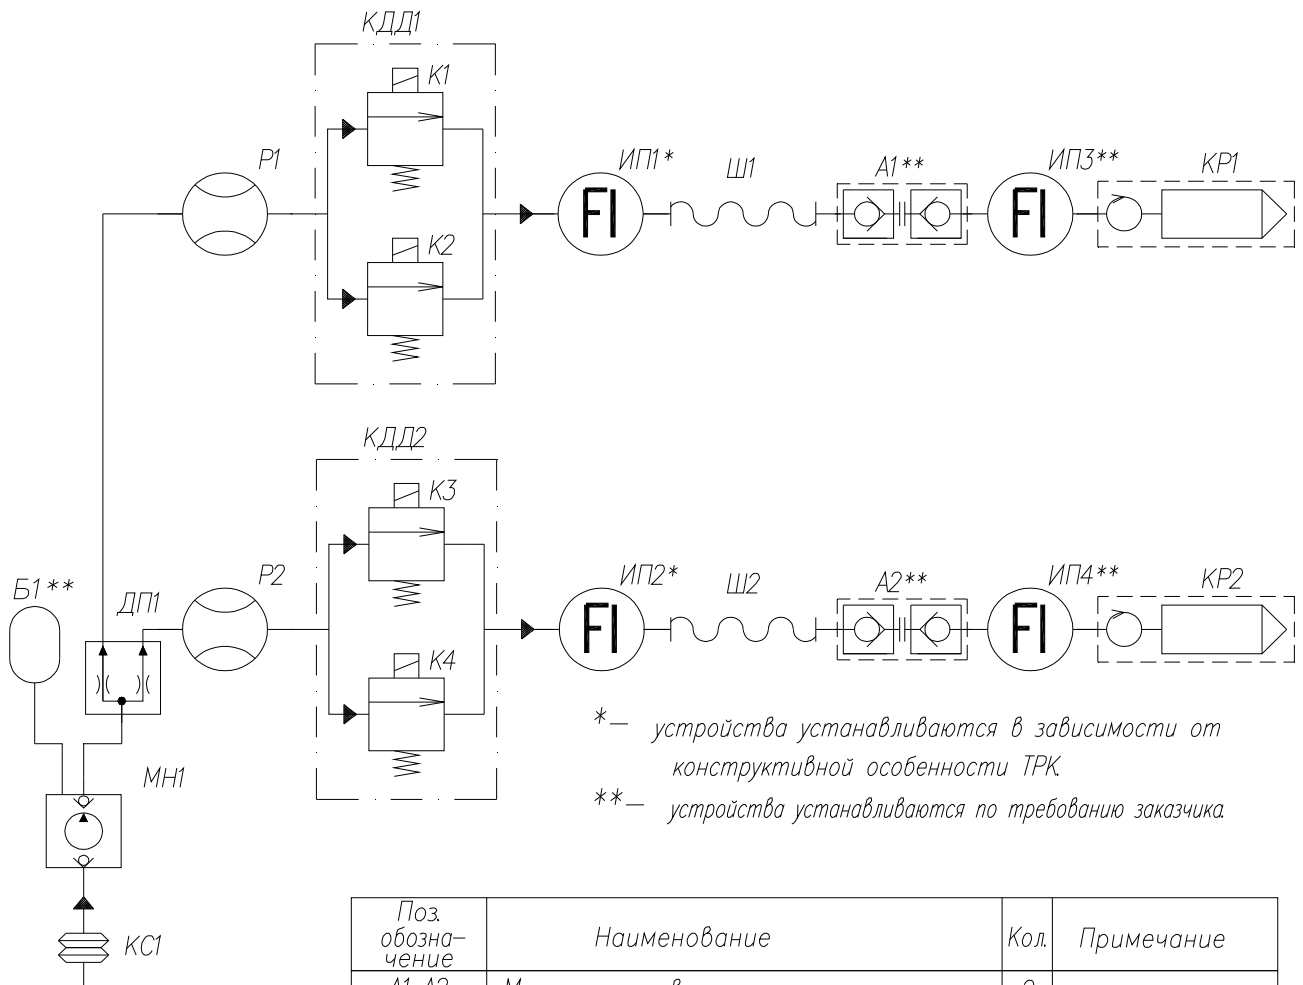 КДД1
К1
Р1
ИП1*
Ш1
А1**
ИП3**
КР1
FI
FI
К2
КДД2
К3
Р2
ИП2*
Ш2
А2**
ИП4**
КР2
Б1**
ДП1
FI
FI
К4
*— устройства установливаются в зависимости от
конструктивной особенности ТРК.
**— устройства устанавливаются по требованию заказчика.
МН1
КС1
Поз.
обозна-
чение
Наименование
Кол.
Примечание